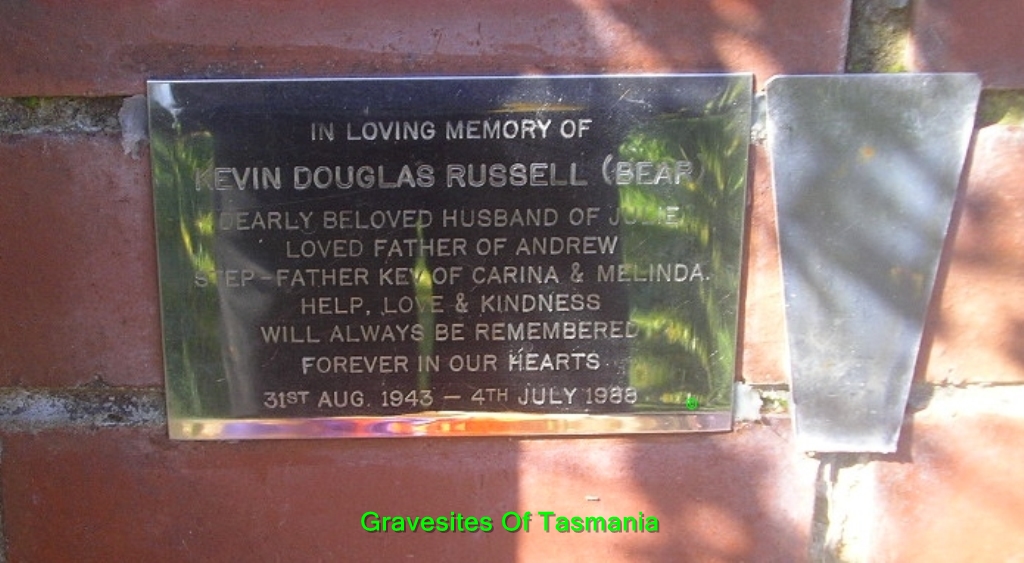 IN LOVING MEMORY OF
KEVIN DOUGLAS RUSSELL (BEAR)
DEARLY BELOVED HUSBAND OF
LOVED FATHER OF ANDREW
STEP-FATHER KEV OF CARINA & MELINDA.
HELP, LOVE & KINDNESS
WILL ALWAYS BE REMEMBERED
FOREVER IN OUR HEARTS
31ST AUG. 1943 - 4TH JULY 1988
Gravesites Of Tasmania